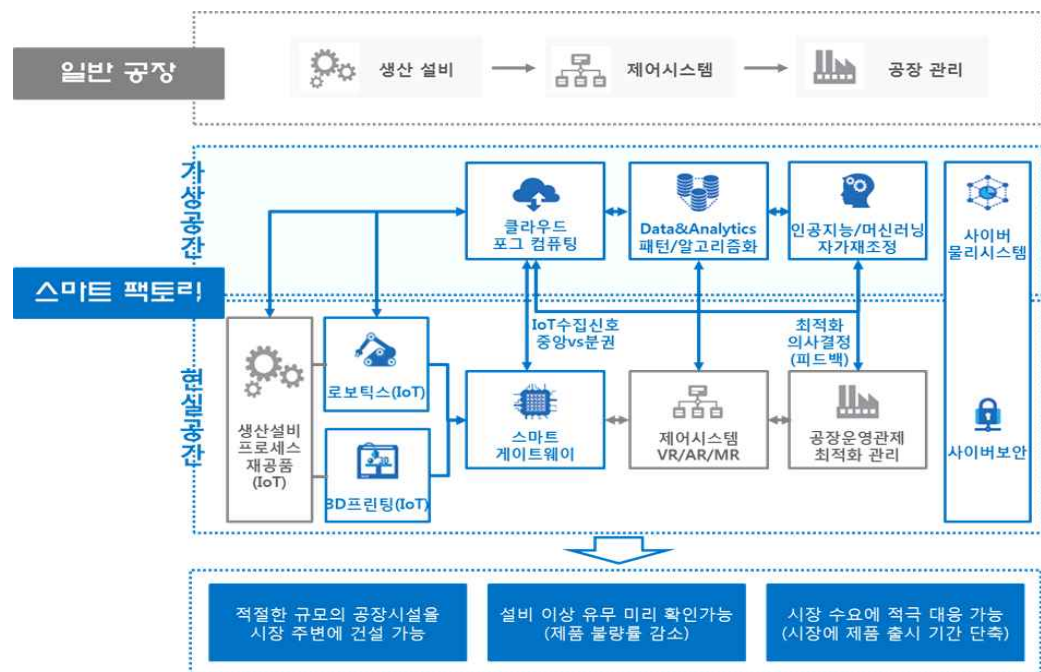 일반 공장
생산 설비
제어시스템
공장 관리
가상공간
스마트 팩토리
현실공간
클라우드
포그 컴퓨팅
Data&Analytics
패턴/알고리즘화
인공지능/머신러닝
자가재조정
사이버
물리시스템
IoT수집신호
중앙vs분권
최적화
의사결정
(피드백)
생산설비
프로세스
재공품
(IoT)
로보틱스(IoT)
3D프린팅(IoT)
스마트
게이트웨이
제어시스템
VR/AR/MR
공장운영관제
최적화 관리
사이버보안
적절한 규모의 공장시설을
시장 주변에 건설 가능
설비 이상 유무 미리 확인가능
(제품 불량률 감소)
시장 수요에 적극 대응 가능
(시장에 제품 출시 기간 단축)